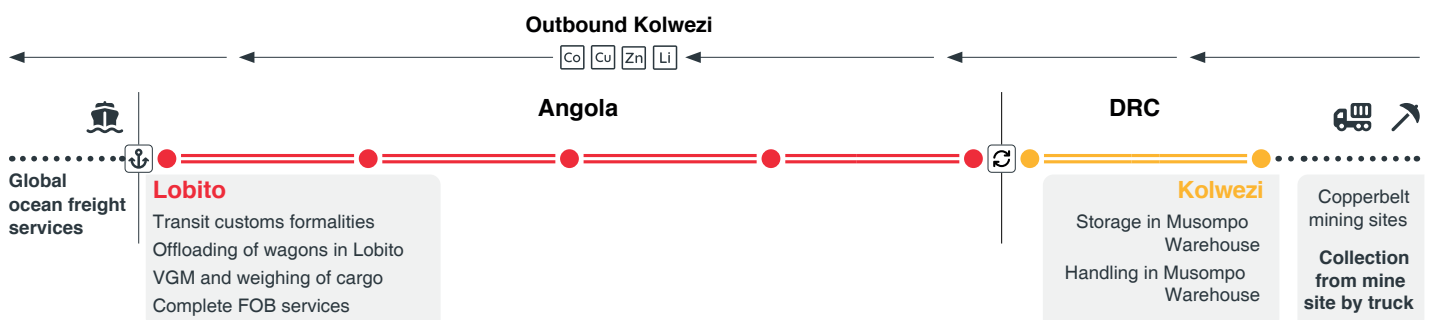 Outbound Kolwezi
Co Cu Zn Li
Angola
DRC
Global
ocean freight
services
Lobito
Transit customs formalities
Offloading of wagons in Lobito
VGM and weighing of cargo
Complete FOB services
Kolwezi
Storage in Musompo
Warehouse
Handling in Musompo
Warehouse
Copperbelt
mining sites
Collection
from mine
site by truck